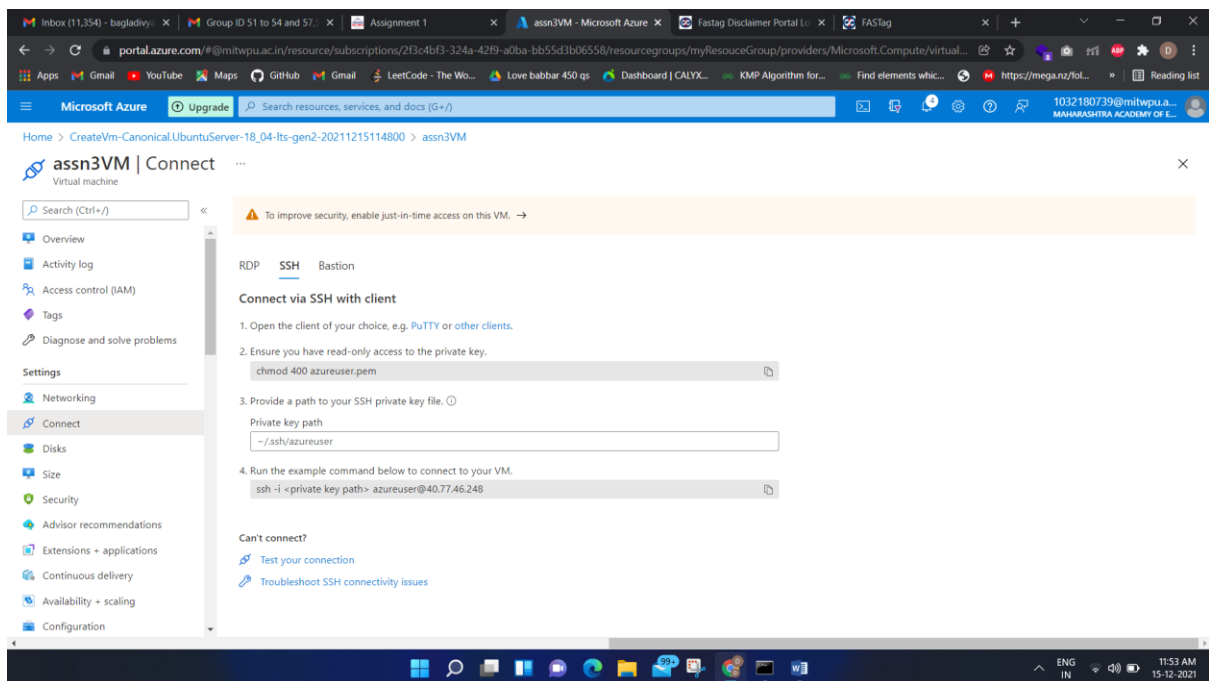 Inbox (11,354) - bagladivya
Group ID 51 to 54 and 57,5
Assignment 1
assn3VM - Microsoft Azure
Fastag Disclaimer Portal Lo
FASTag
portal.azure.com/#@mitwpu.ac.in/resource/subscriptions/2f3c4bf3-324a-42f9-a0ba-bb55d3b06558/resourcegroups/myResouceGroup/providers/Microsoft.Compute/virtual...
ABP
D
Apps
Gmail
YouTube
Maps
GitHub
Gmail
LeetCode - The Wo...
Love babbar 450 qs
Dashboard | CALYX...
KMP Algorithm for...
Find elements whic...
https://mega.nz/fol...
»
Reading list
Microsoft Azure
Upgrade
Search resources, services, and docs (G+/)
4
1032180739@mitwpu.a...
MAHARASHTRA ACADEMY OF E...
Home > CreateVm-Canonical.UbuntuServer-18_04-lts-gen2-20211215114800 > assn3VM
assn3VM | Connect ...
Virtual machine
Search (Ctrl+/)
«
Overview
Activity log
Access control (IAM)
Tags
Diagnose and solve problems
Settings
Networking
Connect
Disks
Size
Security
Advisor recommendations
Extensions + applications
Continuous delivery
Availability + scaling
Configuration
To improve security, enable just-in-time access on this VM. →
RDP SSH Bastion
Connect via SSH with client
1. Open the client of your choice, e.g. PuTTY or other clients.
2. Ensure you have read-only access to the private key.
chmod 400 azureuser.pem
3. Provide a path to your SSH private key file.
Private key path
~/.ssh/azureuser
4. Run the example command below to connect to your VM.
ssh -i <private key path> azureuser@40.77.46.248
Can't connect?
Test your connection
Troubleshoot SSH connectivity issues
99+
ENG
IN
11:53 AM
15-12-2021